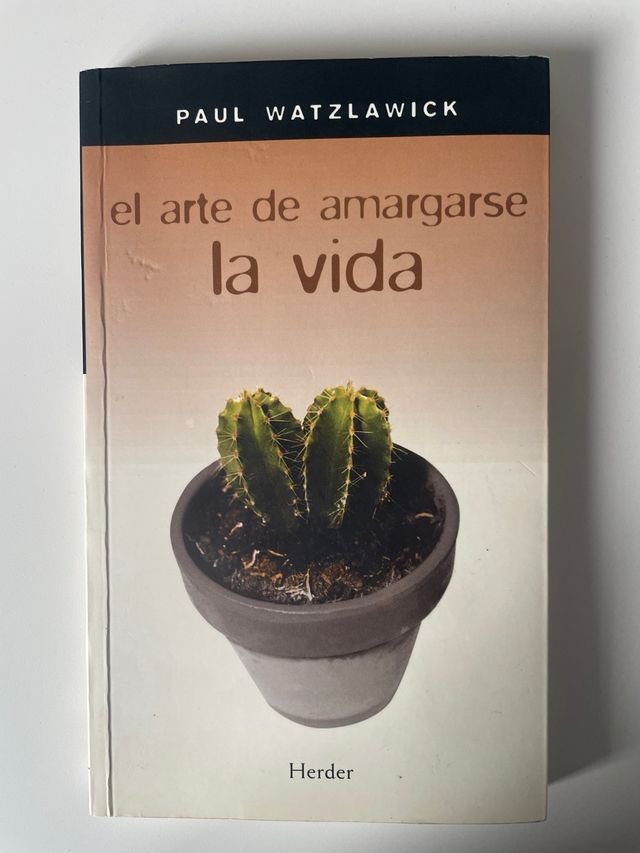 PAUL WATZLAWICK
el arte de amargarse
la vida
Herder